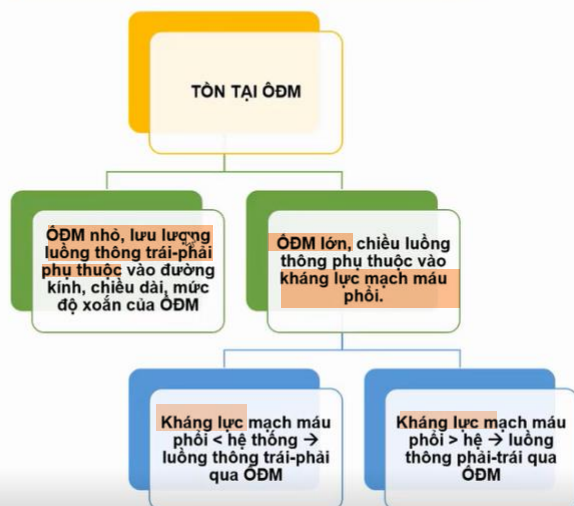 TỒN TẠI ÔĐM
ÔĐM nhỏ, lưu lượng
luồng thông trái-phải
phụ thuộc vào đường
kính, chiều dài, mức
độ xoắn của ÔĐM
ÔĐM lớn, chiều luồng
thông phụ thuộc vào
kháng lực mạch máu
phổi.
Kháng lực mạch máu
phổi < hệ thống →
luồng thông trái-phải
qua ÔĐM
Kháng lực mạch máu
phổi > hệ → luồng
thông phải-trái qua
ÔĐM